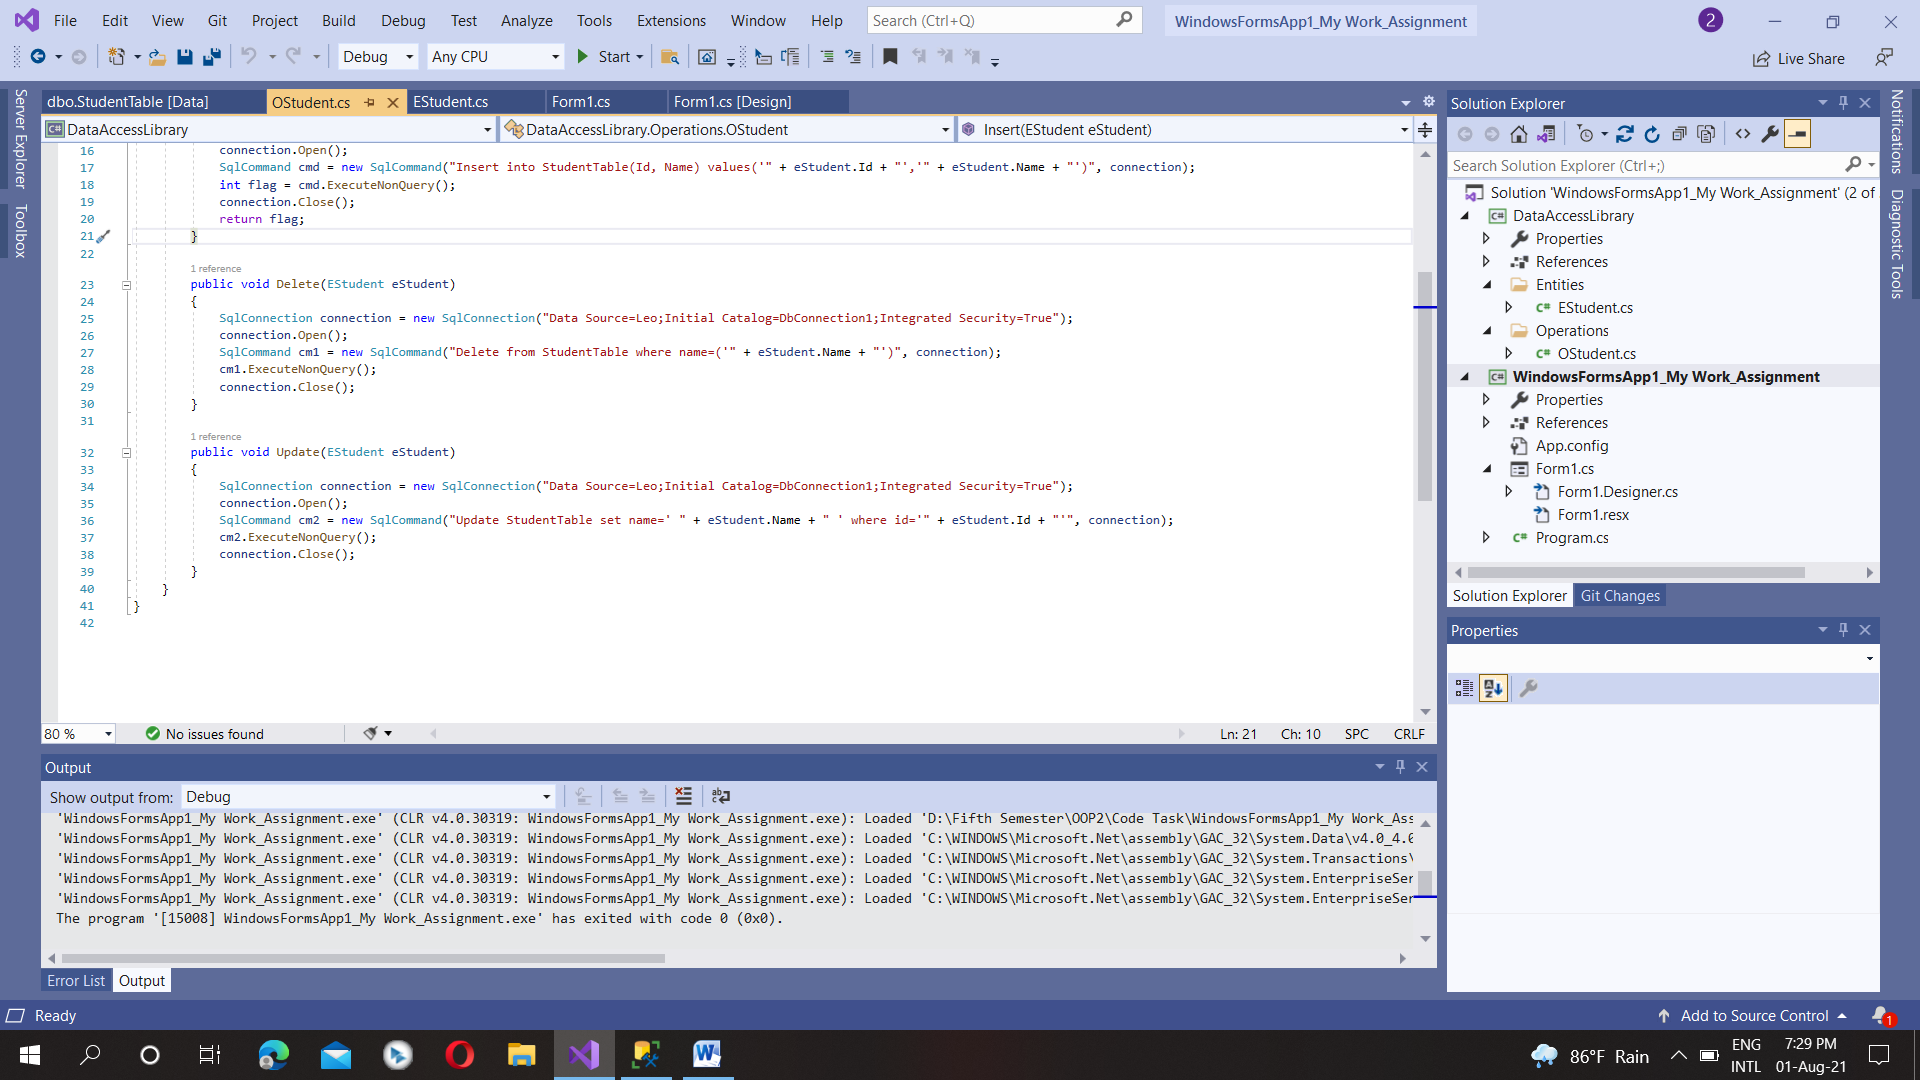 File Edit View Git Project Build Debug Test Analyze Tools Extensions Window Help Search (Ctrl+Q) WindowsFormsApp1_My Work_Assignment 2
Debug Any CPU Start Live Share
Server Explorer
Toolbox
dbo.StudentTable [Data] OStudent.cs EStudent.cs Form1.cs Form1.cs [Design]
DataAccessLibrary DataAccessLibrary.Operations.OStudent Insert(EStudent eStudent)
16 connection.Open();
17 SqlCommand cmd = new SqlCommand("Insert into StudentTable(Id, Name) values('" + eStudent.Id + "','" + eStudent.Name + "')", connection);
18 int flag = cmd.ExecuteNonQuery();
19 connection.Close();
20 return flag;
21 }
22
1 reference
23 public void Delete(EStudent eStudent)
24 {
25 SqlConnection connection = new SqlConnection("Data Source=Leo;Initial Catalog=DbConnection1;Integrated Security=True");
26 connection.Open();
27 SqlCommand cm1 = new SqlCommand("Delete from StudentTable where name=('" + eStudent.Name + "')", connection);
28 cm1.ExecuteNonQuery();
29 connection.Close();
30 }
31
1 reference
32 public void Update(EStudent eStudent)
33 {
34 SqlConnection connection = new SqlConnection("Data Source=Leo;Initial Catalog=DbConnection1;Integrated Security=True");
35 connection.Open();
36 SqlCommand cm2 = new SqlCommand("Update StudentTable set name=' " + eStudent.Name + " ' where id='" + eStudent.Id + "'", connection);
37 cm2.ExecuteNonQuery();
38 connection.Close();
39 }
40 }
41 }
42
80 % No issues found Ln: 21 Ch: 10 SPC CRLF
Output
Show output from: Debug
'WindowsFormsApp1_My Work_Assignment.exe' (CLR v4.0.30319: WindowsFormsApp1_My Work_Assignment.exe): Loaded 'D:\Fifth Semester\OOP2\Code Task\WindowsFormsApp1_My Work_Ass
'WindowsFormsApp1_My Work_Assignment.exe' (CLR v4.0.30319: WindowsFormsApp1_My Work_Assignment.exe): Loaded 'C:\WINDOWS\Microsoft.Net\assembly\GAC_32\System.Data\v4.0_4.0
'WindowsFormsApp1_My Work_Assignment.exe' (CLR v4.0.30319: WindowsFormsApp1_My Work_Assignment.exe): Loaded 'C:\WINDOWS\Microsoft.Net\assembly\GAC_32\System.Transactions\
'WindowsFormsApp1_My Work_Assignment.exe' (CLR v4.0.30319: WindowsFormsApp1_My Work_Assignment.exe): Loaded 'C:\WINDOWS\Microsoft.Net\assembly\GAC_32\System.EnterpriseSer
'WindowsFormsApp1_My Work_Assignment.exe' (CLR v4.0.30319: WindowsFormsApp1_My Work_Assignment.exe): Loaded 'C:\WINDOWS\Microsoft.Net\assembly\GAC_32\System.EnterpriseSer
The program '[15008] WindowsFormsApp1_My Work_Assignment.exe' has exited with code 0 (0x0).
Error List Output
Solution Explorer
Search Solution Explorer (Ctrl+;)
Solution 'WindowsFormsApp1_My Work_Assignment' (2 of
C# DataAccessLibrary
Properties
References
Entities
C# EStudent.cs
Operations
C# OStudent.cs
C# WindowsFormsApp1_My Work_Assignment
Properties
References
App.config
Form1.cs
Form1.Designer.cs
Form1.resx
C# Program.cs
Solution Explorer Git Changes
Properties
Notifications
Diagnostic Tools
Ready Add to Source Control 1
86°F Rain ENG INTL 7:29 PM 01-Aug-21